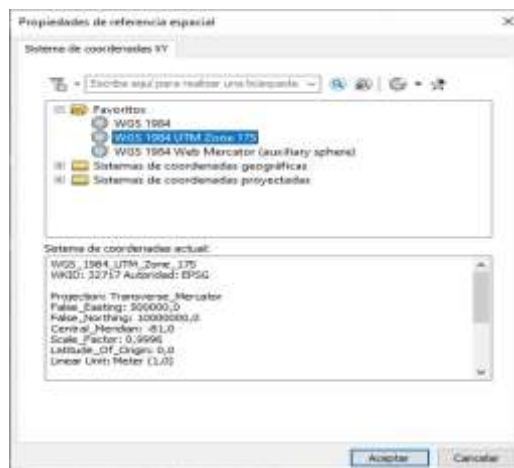 Propiedades de referencia espacial
Sistema de coordenadas XY
Escriba aquí para realizar una búsqueda
Favoritos
WGS 1984
WGS 1984 UTM Zone 17S
WGS 1984 Web Mercator (auxiliary sphere)
Sistemas de coordenadas geográficas
Sistemas de coordenadas proyectadas
Sistema de coordenadas actual:
WGS_1984_UTM_Zone_17S
WKID: 32717 Autoridad: EPSG
Projection: Transverse_Mercator
False_Easting: 500000,0
False_Northing: 10000000,0
Central_Meridian: -81,0
Scale_Factor: 0,9996
Latitude_Of_Origin: 0,0
Linear Unit: Meter (1,0)
Aceptar
Cancelar